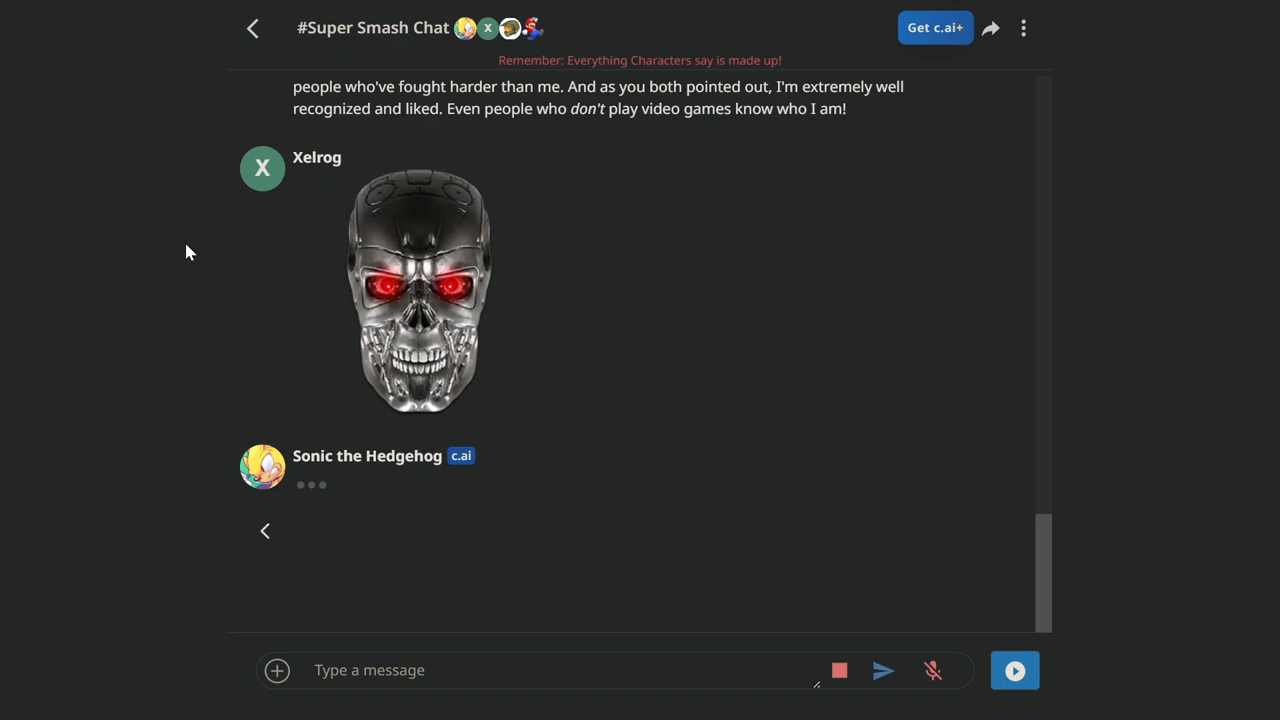 #Super Smash Chat
X
Get c.ai+
Remember: Everything Characters say is made up!
people who've fought harder than me. And as you both pointed out, I'm extremely well
recognized and liked. Even people who don't play video games know who I am!
X
Xelrog
Sonic the Hedgehog c.ai
Type a message